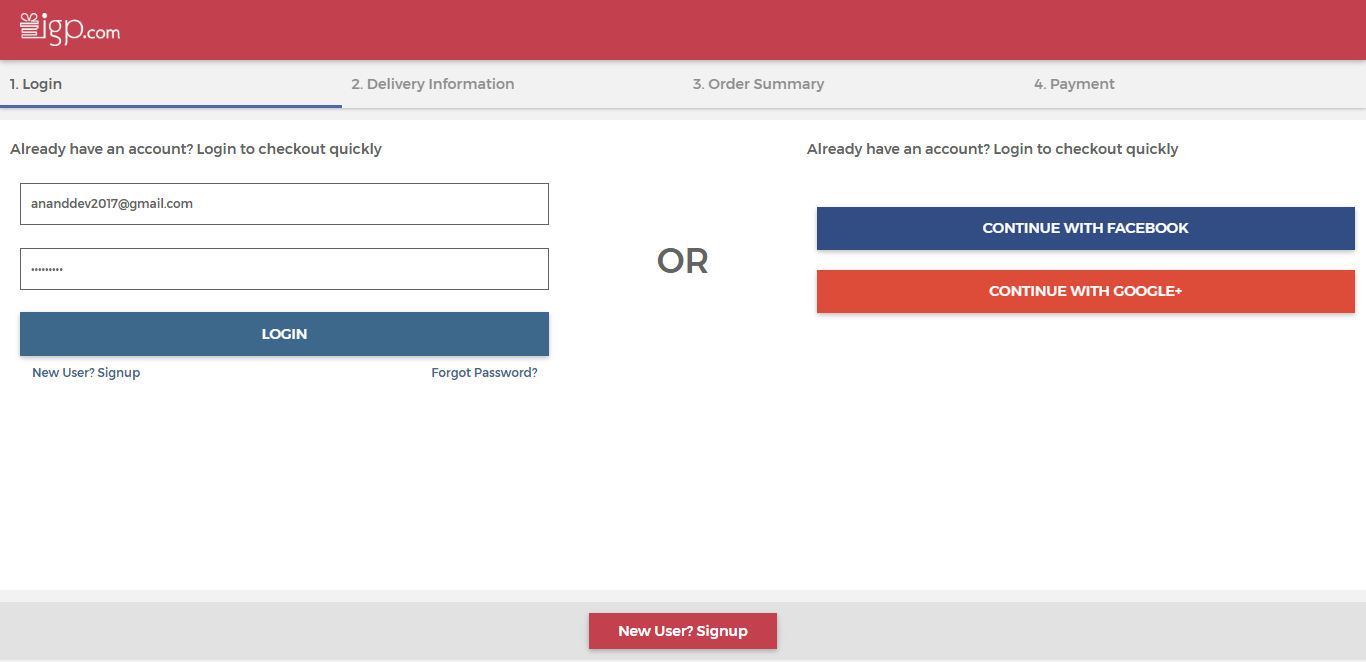 igp.com
1. Login
2. Delivery Information
3. Order Summary
4. Payment
Already have an account? Login to checkout quickly
ananddev2017@gmail.com
•••••••••
LOGIN
New User? Signup
Forgot Password?
OR
Already have an account? Login to checkout quickly
CONTINUE WITH FACEBOOK
CONTINUE WITH GOOGLE+
New User? Signup